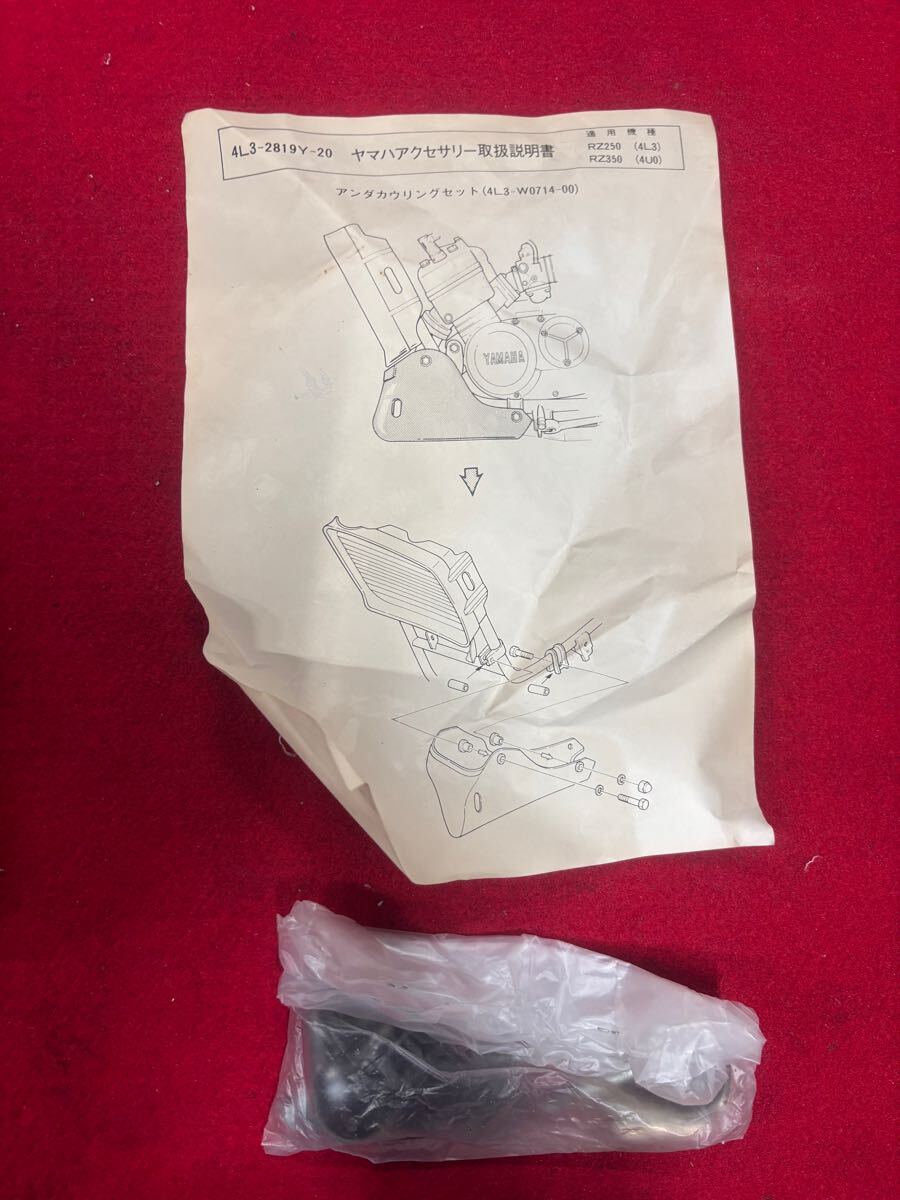 4L3-2819Y-20 ヤマハアクセサリー取扱説明書
適用機種
RZ250 (4L3)
RZ350 (4U0)
アンダカウリングセット(4L3-W0714-00)
YAMAHA